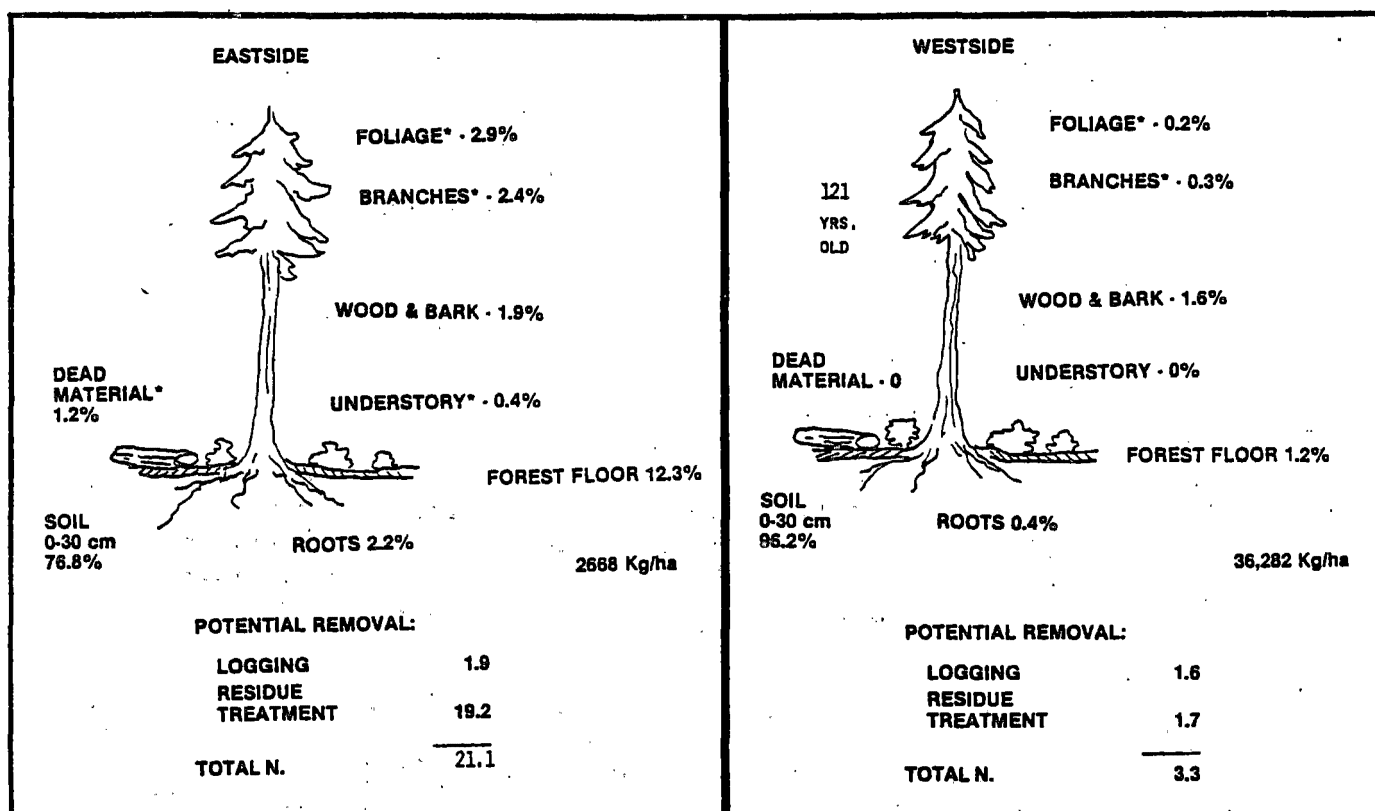 EASTSIDE
FOLIAGE* - 2.9%
BRANCHES* - 2.4%
WOOD & BARK - 1.9%
DEAD
MATERIAL*
1.2%
UNDERSTORY* - 0.4%
FOREST FLOOR 12.3%
SOIL
0-30 cm
76.8%
ROOTS 2.2%
2668 Kg/ha
POTENTIAL REMOVAL:
LOGGING 1.9
RESIDUE
TREATMENT 19.2
TOTAL N. 21.1
WESTSIDE
FOLIAGE* - 0.2%
BRANCHES* - 0.3%
121
YRS.
OLD
WOOD & BARK - 1.6%
DEAD
MATERIAL - 0
UNDERSTORY - 0%
FOREST FLOOR 1.2%
SOIL
0-30 cm
96.2%
ROOTS 0.4%
36,282 Kg/ha
POTENTIAL REMOVAL:
LOGGING 1.6
RESIDUE
TREATMENT 1.7
TOTAL N. 3.3